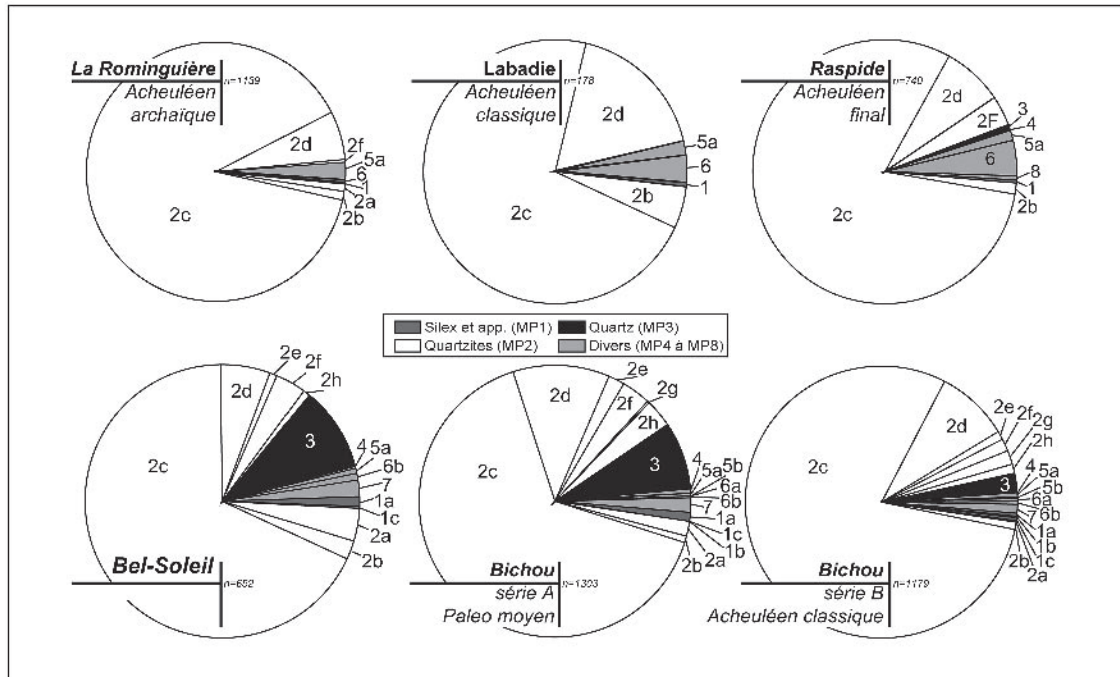 La Rominguière
n=1139
Acheuléen
archaïque
2d
2f
5a
6
1
2a
2b
2c
Labadie
n=178
Acheuléen
classique
2d
5a
6
1
2b
2c
Raspide
n=740
Acheuléen
final
2d
2F
3
4
5a
6
8
1
2b
2c
Silex et app. (MP1)
Quartz (MP3)
Quartzites (MP2)
Divers (MP4 à MP8)
2d
2e
2f
2h
3
4
5a
6b
7
1a
1c
2a
2b
2c
Bel-Soleil
n=652
2d
2e
2f
2g
2h
3
4
5a
5b
6a
6b
7
1a
1c
1b
2a
2b
2c
Bichou
n=1303
série A
Paleo moyen
2d
2e
2f
2g
2h
3
4
5a
5b
6a
6b
7
1a
1b
1c
2a
2b
2c
Bichou
n=1179
série B
Acheuléen classique